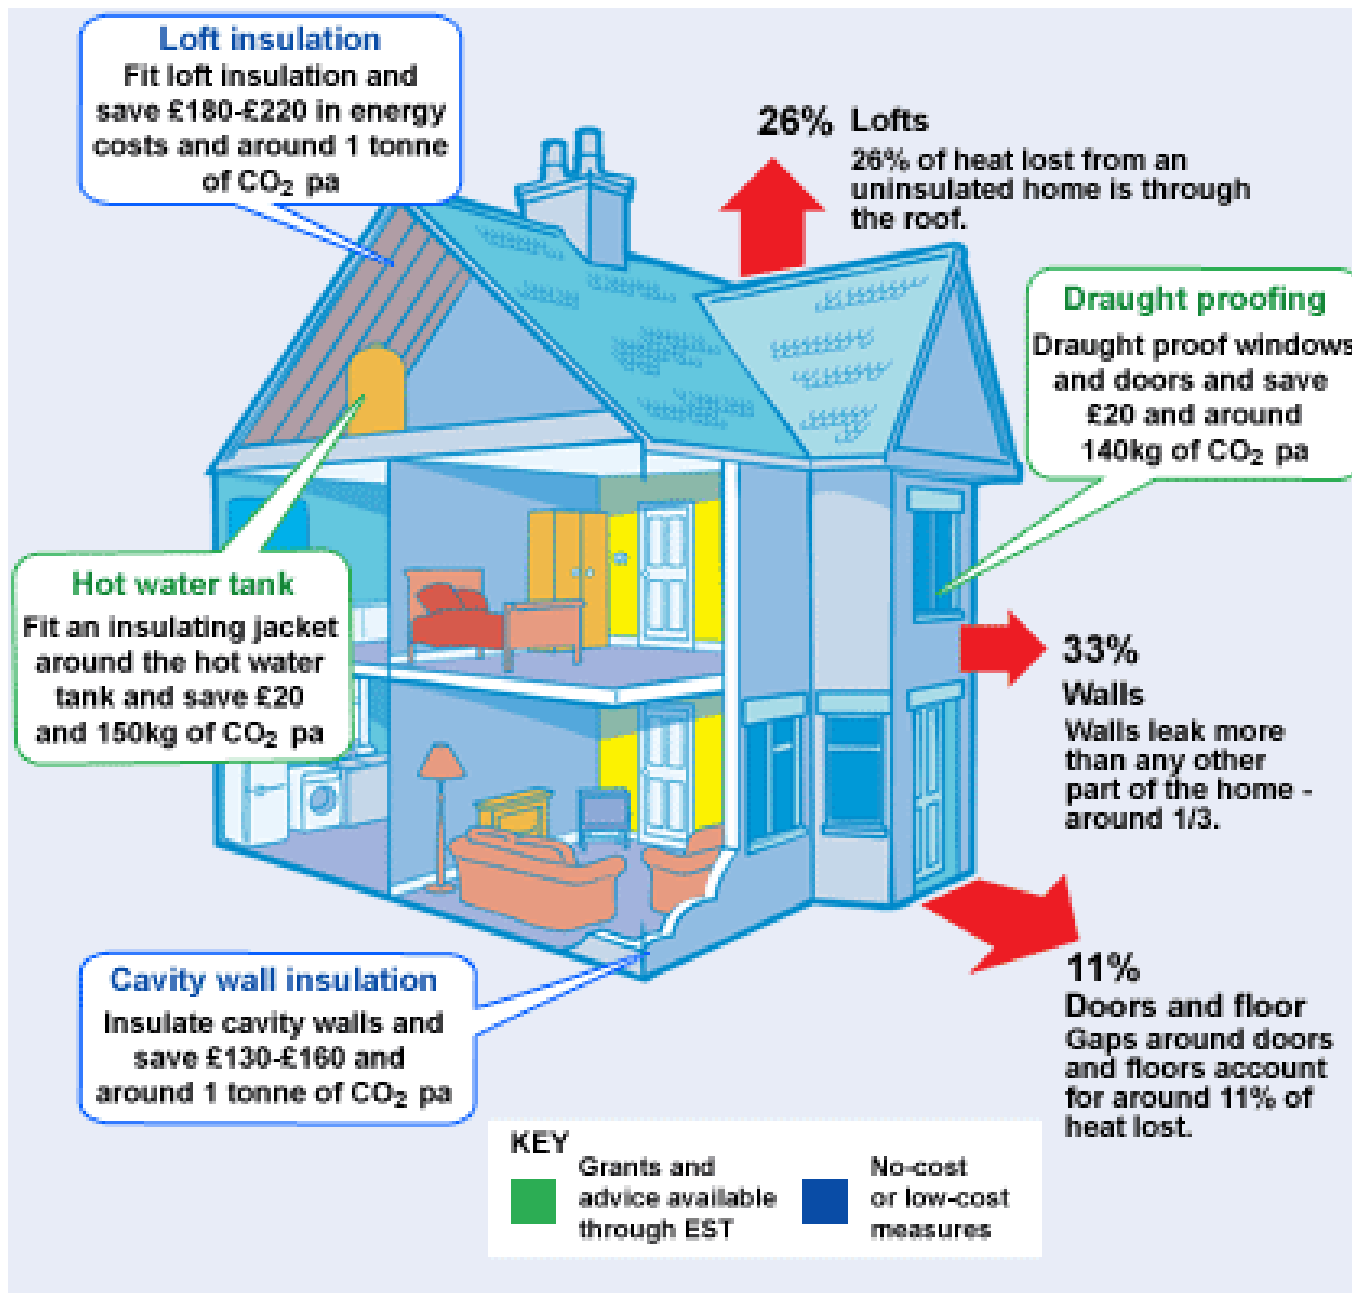 Loft insulation
Fit loft insulation and
save £180-£220 in energy
costs and around 1 tonne
of CO₂ pa
26% Lofts
26% of heat lost from an
uninsulated home is through
the roof.
Draught proofing
Draught proof windows
and doors and save
£20 and around
140kg of CO₂ pa
Hot water tank
Fit an insulating jacket
around the hot water
tank and save £20
and 150kg of CO₂ pa
33%
Walls
Walls leak more
than any other
part of the home -
around 1/3.
Cavity wall insulation
Insulate cavity walls and
save £130-£160 and
around 1 tonne of CO₂ pa
11%
Doors and floor
Gaps around doors
and floors account
for around 11% of
heat lost.
KEY
Grants and
advice available
through EST
No-cost
or low-cost
measures